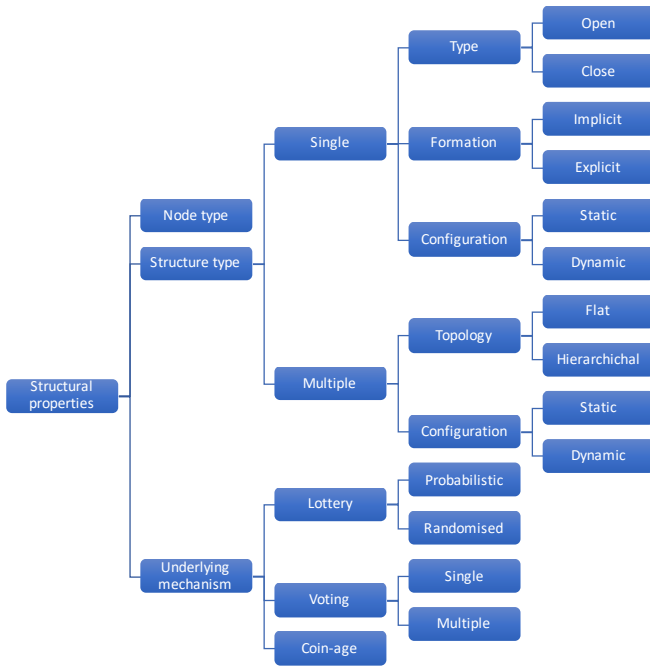 Open
Type
Close
Implicit
Single
Formation
Explicit
Static
Node type
Structure type
Configuration
Dynamic
Flat
Topology
Hierarchichal
Structural
properties
Multiple
Static
Configuration
Dynamic
Probabilistic
Lottery
Randomised
Underlying
mechanism
Single
Voting
Multiple
Coin-age